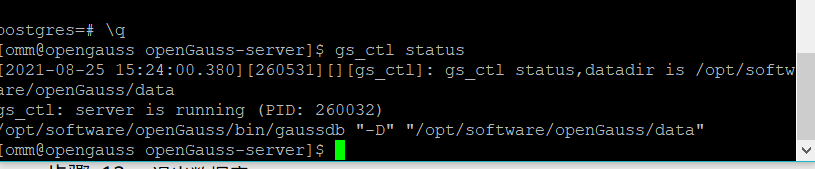 postgres=# \q
[omm@opengauss openGauss-server]$ gs_ctl status
[2021-08-25 15:24:00.380][260531][][gs_ctl]: gs_ctl status,datadir is /opt/softw
are/openGauss/data
gs_ctl: server is running (PID: 260032)
/opt/software/openGauss/bin/gaussdb "-D" "/opt/software/openGauss/data"
[omm@opengauss openGauss-server]$